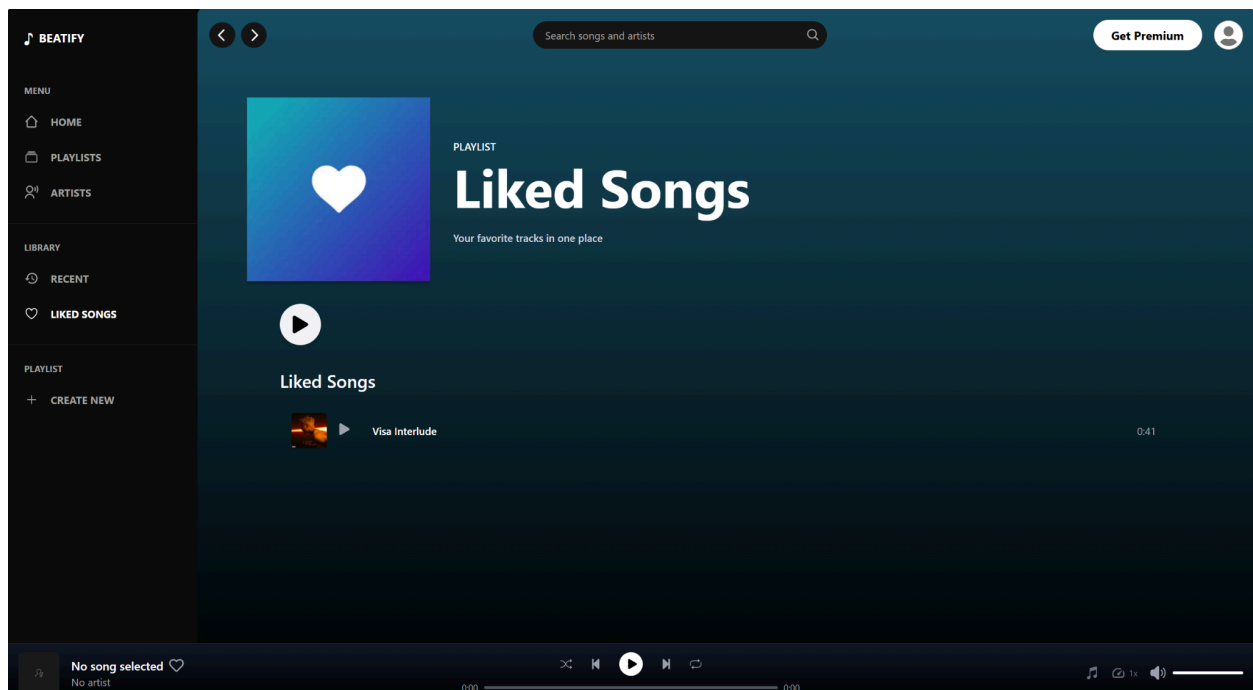 BEATIFY
Search songs and artists
Get Premium
MENU
HOME
PLAYLISTS
ARTISTS
LIBRARY
RECENT
LIKED SONGS
PLAYLIST
CREATE NEW
PLAYLIST
Liked Songs
Your favorite tracks in one place
Liked Songs
Visa Interlude 0:41
No song selected
No artist
0:00 0:00
1x